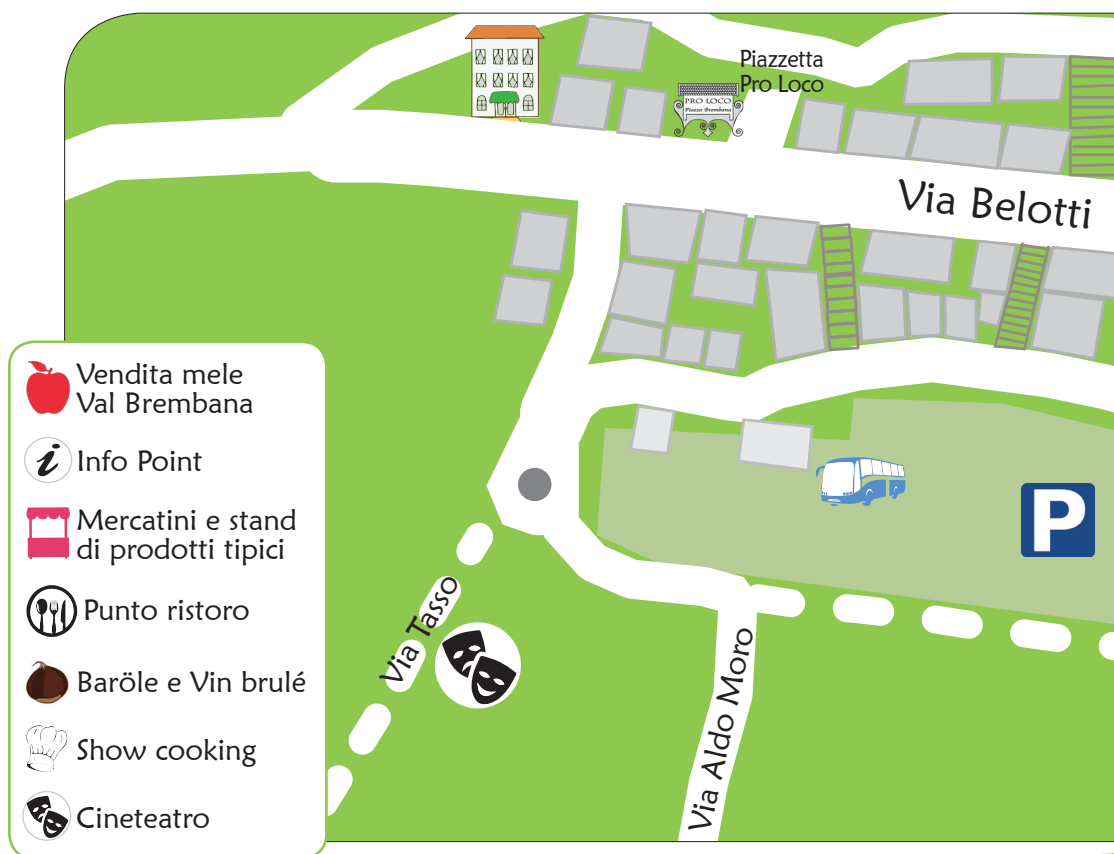 Piazzetta
Pro Loco
PRO LOCO
Piazza Brembana
Via Belotti
Vendita mele
Val Brembana
i
Info Point
Mercatini e stand
di prodotti tipici
Punto ristoro
Baröle e Vin brulé
Show cooking
Cineteatro
P
Via Tasso
Via Aldo Moro